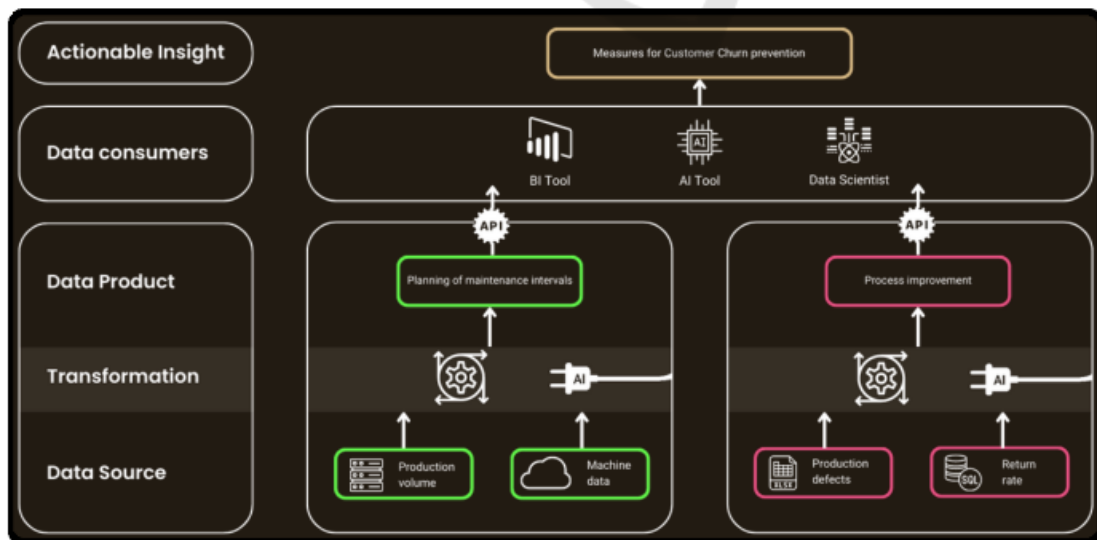 Actionable Insight
Measures for Customer Churn prevention
Data consumers
BI Tool
AI
AI Tool
Data Scientist
API
API
Data Product
Planning of maintenance intervals
Process improvement
Transformation
AI
AI
Data Source
Production
volume
Machine
data
XLSX
Production
defects
SQL
Return
rate